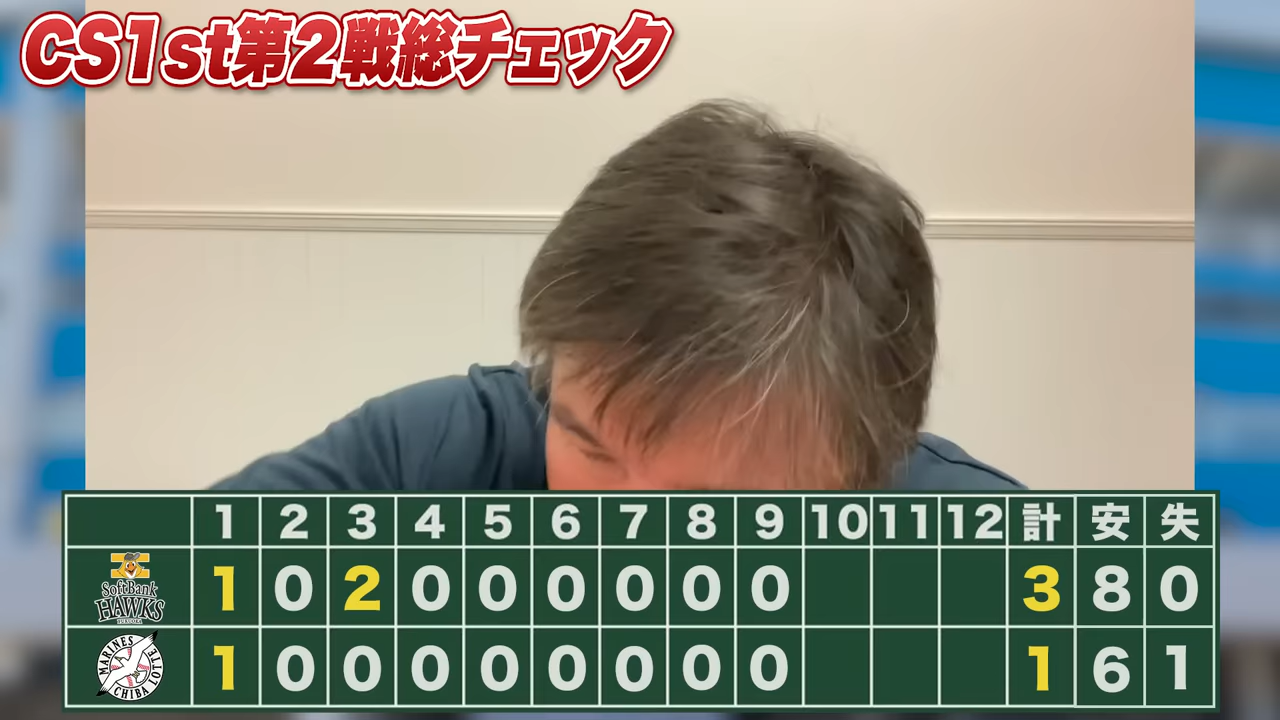 CS1st第2戦総チェック
1 2 3 4 5 6 7 8 9 10 11 12 計 安 失
SoftBank HAWKS 1 0 2 0 0 0 0 0 0 3 8 0
MARINES CHIBA LOTTE 1 0 0 0 0 0 0 0 0 1 6 1